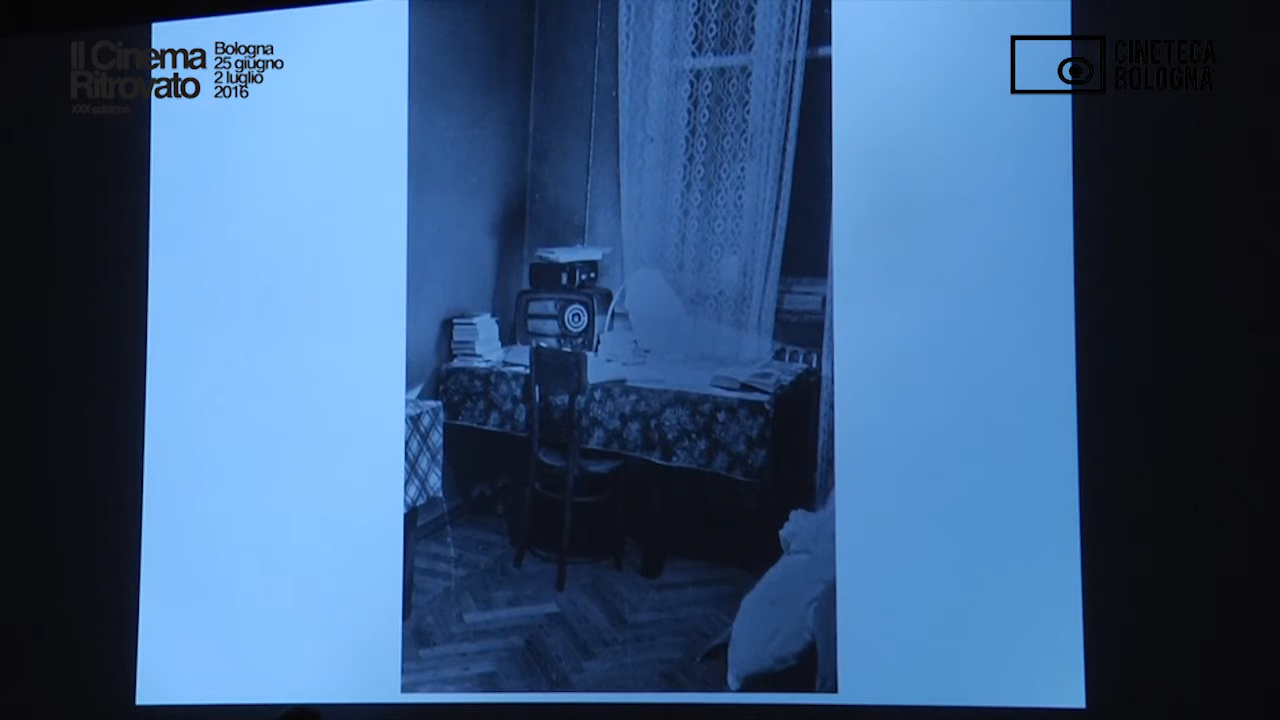 Il Cinema
Ritrovato
XXX edizione
Bologna
25 giugno
2 luglio
2016
CINETECA
BOLOGNA